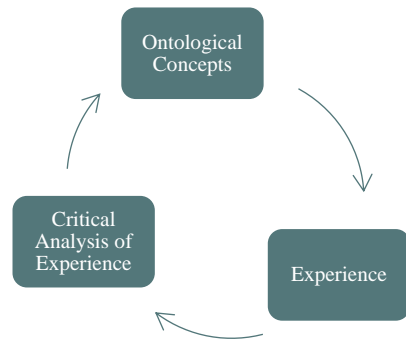 Ontological
Concepts
Experience
Critical
Analysis of
Experience